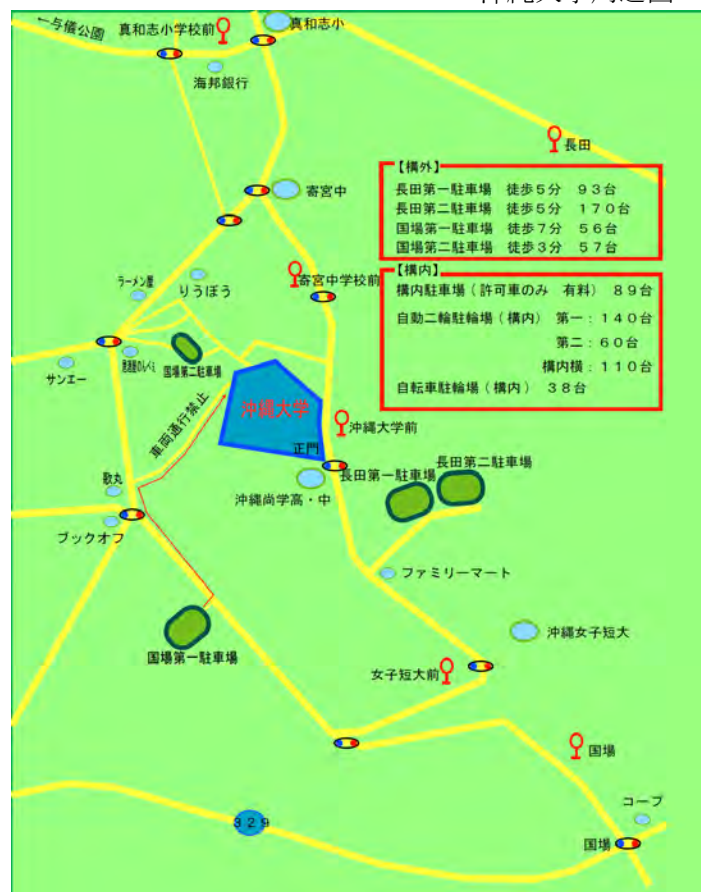 ←与儀公園
真和志小学校前
真和志小
海邦銀行
長田
【構外】
長田第一駐車場 徒歩5分 93台
長田第二駐車場 徒歩5分 170台
国場第一駐車場 徒歩7分 56台
国場第二駐車場 徒歩3分 57台
寄宮中
【構内】
寄宮中学校前
構内駐車場(許可車のみ 有料) 89台
自動二輪駐輪場(構内) 第一:140台
第二:60台
構内横:110台
自転車駐輪場(構内) 38台
ラーメン屋
りうぼう
サンエー
国場第二駐車場
車両通行禁止
沖縄大学
沖縄大学前
正門
長田第一駐車場
長田第二駐車場
沖縄尚学高・中
歌丸
ブックオフ
ファミリーマート
沖縄女子短大
国場第一駐車場
女子短大前
国場
コープ
329
国場